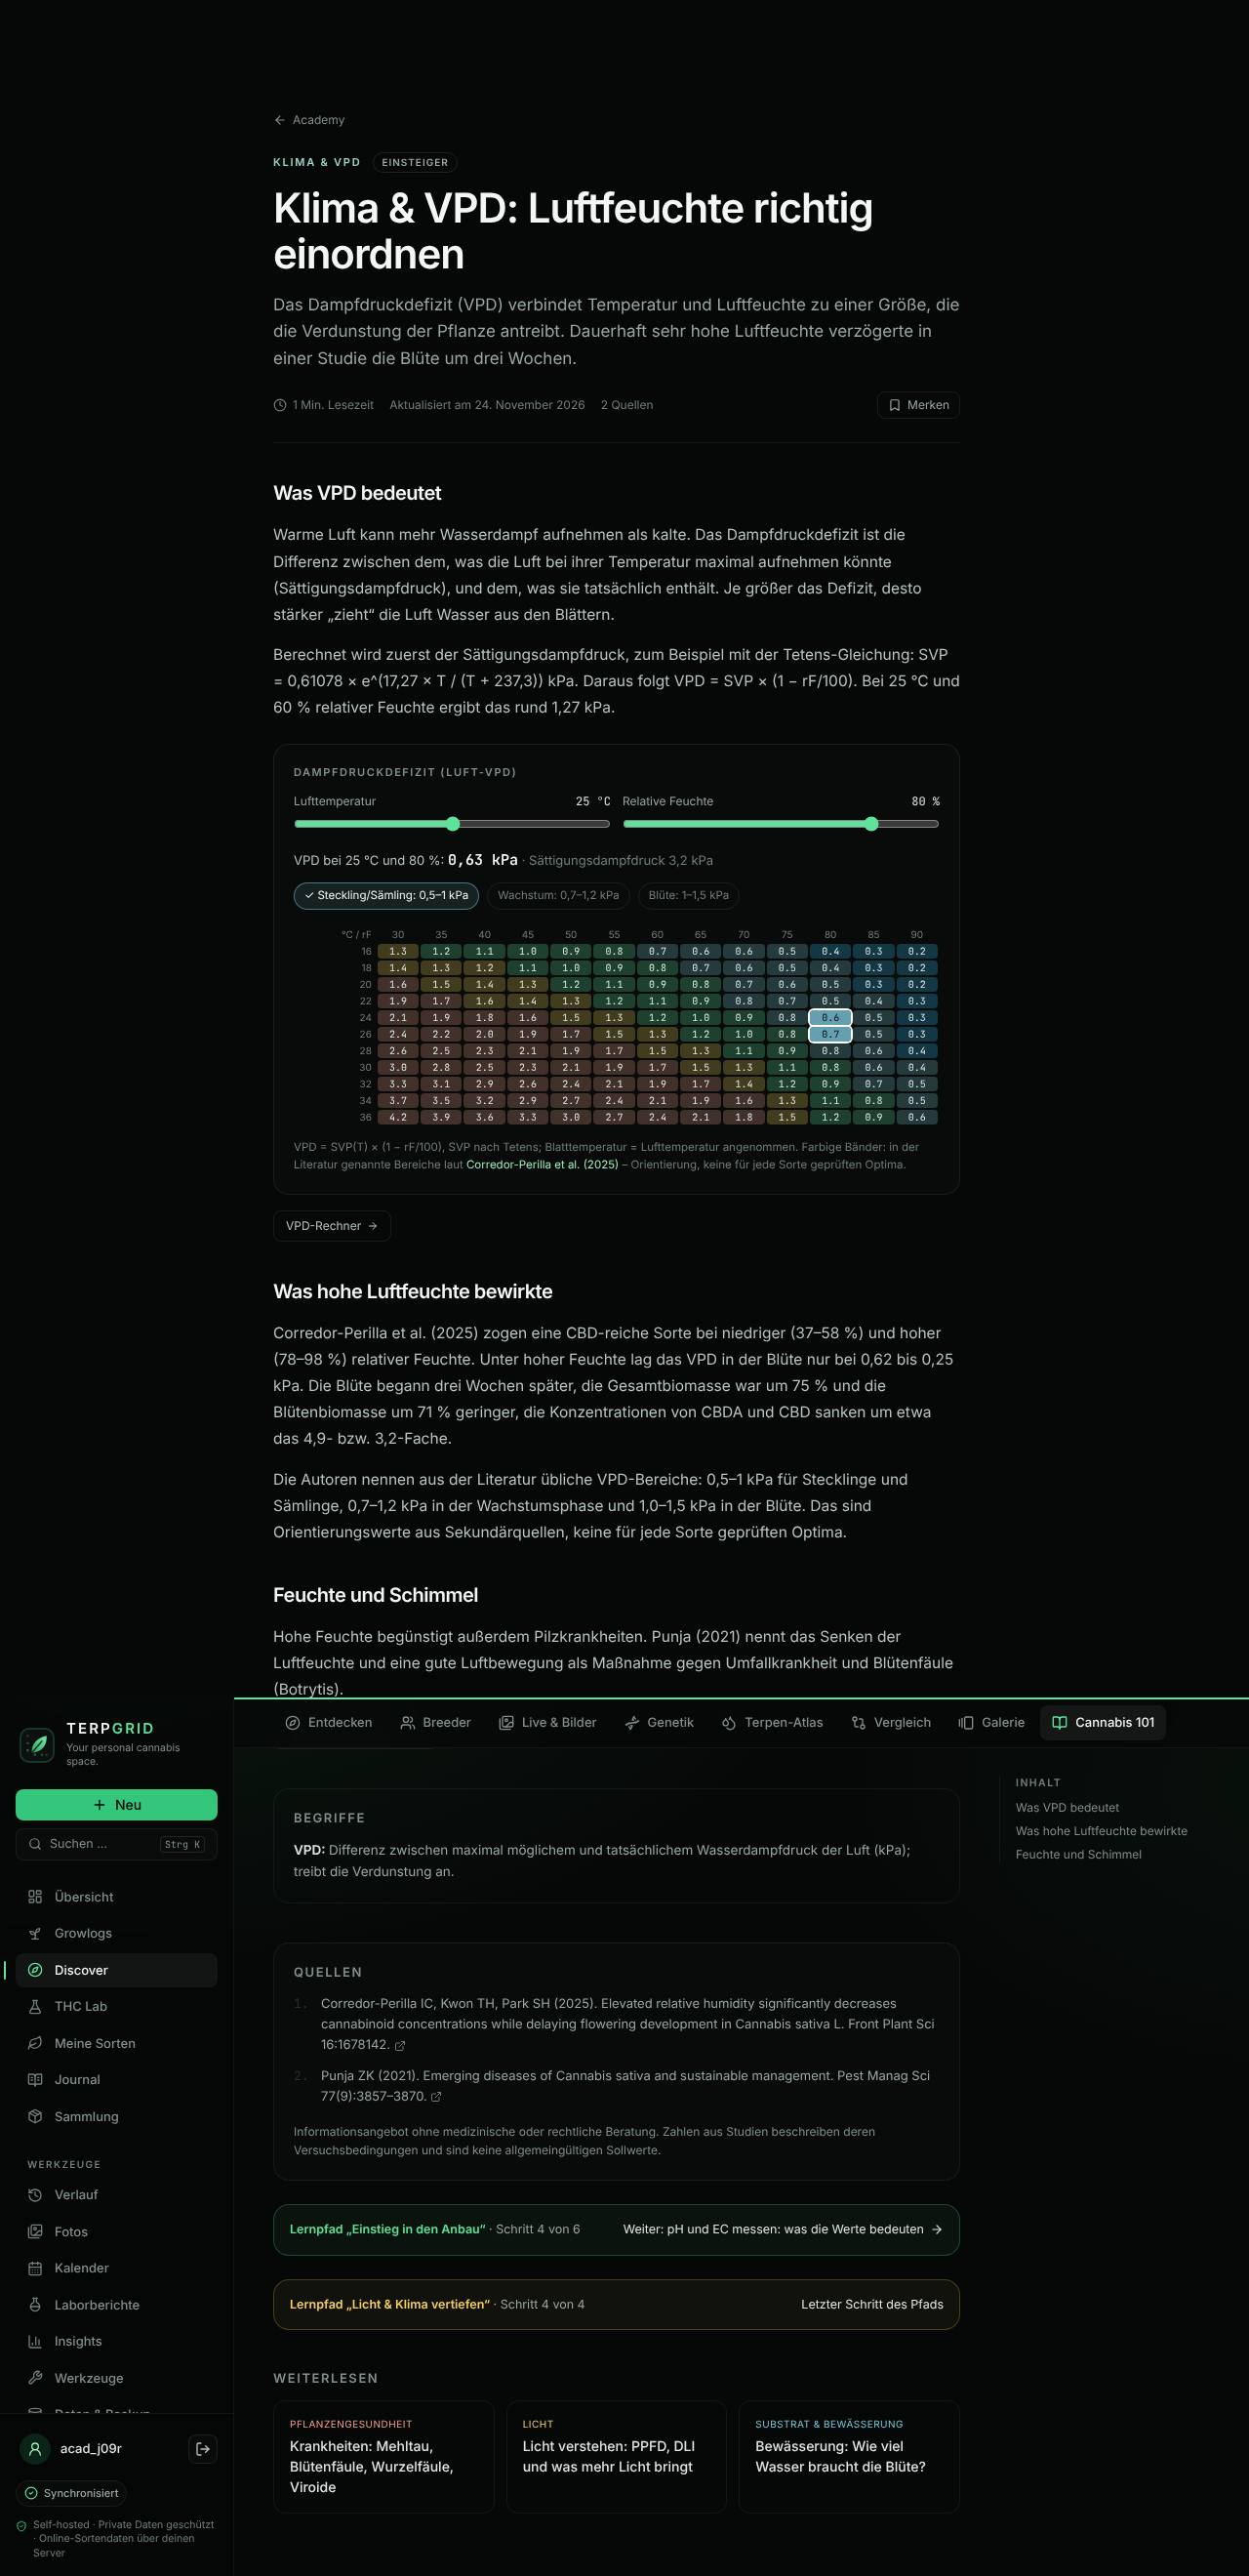 Academy
KLIMA & VPD EINSTEIGER
Klima & VPD: Luftfeuchte richtig
einordnen
Das Dampfdruckdefizit (VPD) verbindet Temperatur und Luftfeuchte zu einer Größe, die
die Verdunstung der Pflanze antreibt. Dauerhaft sehr hohe Luftfeuchte verzögerte in
einer Studie die Blüte um drei Wochen.
1 Min. Lesezeit Aktualisiert am 24. November 2026 2 Quellen Merken
Was VPD bedeutet
Warme Luft kann mehr Wasserdampf aufnehmen als kalte. Das Dampfdruckdefizit ist die
Differenz zwischen dem, was die Luft bei ihrer Temperatur maximal aufnehmen könnte
(Sättigungsdampfdruck), und dem, was sie tatsächlich enthält. Je größer das Defizit, desto
stärker „zieht“ die Luft Wasser aus den Blättern.
Berechnet wird zuerst der Sättigungsdampfdruck, zum Beispiel mit der Tetens-Gleichung: SVP
= 0,61078 × e^(17,27 × T / (T + 237,3)) kPa. Daraus folgt VPD = SVP × (1 − rF/100). Bei 25 °C und
60 % relativer Feuchte ergibt das rund 1,27 kPa.
DAMPFDRUCKDEFIZIT (LUFT-VPD)
Lufttemperatur 25 °C Relative Feuchte 80 %
VPD bei 25 °C und 80 %: 0,63 kPa · Sättigungsdampfdruck 3,2 kPa
✓ Steckling/Sämling: 0,5–1 kPa Wachstum: 0,7–1,2 kPa Blüte: 1–1,5 kPa
°C / rF 30 35 40 45 50 55 60 65 70 75 80 85 90
16 1.3 1.2 1.1 1.0 0.9 0.8 0.7 0.6 0.6 0.5 0.4 0.3 0.2
18 1.4 1.3 1.2 1.1 1.0 0.9 0.8 0.7 0.6 0.5 0.4 0.3 0.2
20 1.6 1.5 1.4 1.3 1.2 1.1 0.9 0.8 0.7 0.6 0.5 0.3 0.2
22 1.9 1.7 1.6 1.4 1.3 1.2 1.1 0.9 0.8 0.7 0.5 0.4 0.3
24 2.1 1.9 1.8 1.6 1.5 1.3 1.2 1.0 0.9 0.8 0.6 0.5 0.3
26 2.4 2.2 2.0 1.9 1.7 1.5 1.3 1.2 1.0 0.8 0.7 0.5 0.3
28 2.6 2.5 2.3 2.1 1.9 1.7 1.5 1.3 1.1 0.9 0.8 0.6 0.4
30 3.0 2.8 2.5 2.3 2.1 1.9 1.7 1.5 1.3 1.1 0.8 0.6 0.4
32 3.3 3.1 2.9 2.6 2.4 2.1 1.9 1.7 1.4 1.2 0.9 0.7 0.5
34 3.7 3.5 3.2 2.9 2.7 2.4 2.1 1.9 1.6 1.3 1.1 0.8 0.5
36 4.2 3.9 3.6 3.3 3.0 2.7 2.4 2.1 1.8 1.5 1.2 0.9 0.6
VPD = SVP(T) × (1 − rF/100), SVP nach Tetens; Blatttemperatur = Lufttemperatur angenommen. Farbige Bänder: in der
Literatur genannte Bereiche laut Corredor-Perilla et al. (2025) – Orientierung, keine für jede Sorte geprüften Optima.
VPD-Rechner
Was hohe Luftfeuchte bewirkte
Corredor-Perilla et al. (2025) zogen eine CBD-reiche Sorte bei niedriger (37–58 %) und hoher
(78–98 %) relativer Feuchte. Unter hoher Feuchte lag das VPD in der Blüte nur bei 0,62 bis 0,25
kPa. Die Blüte begann drei Wochen später, die Gesamtbiomasse war um 75 % und die
Blütenbiomasse um 71 % geringer, die Konzentrationen von CBDA und CBD sanken um etwa
das 4,9- bzw. 3,2-Fache.
Die Autoren nennen aus der Literatur übliche VPD-Bereiche: 0,5–1 kPa für Stecklinge und
Sämlinge, 0,7–1,2 kPa in der Wachstumsphase und 1,0–1,5 kPa in der Blüte. Das sind
Orientierungswerte aus Sekundärquellen, keine für jede Sorte geprüften Optima.
Feuchte und Schimmel
Hohe Feuchte begünstigt außerdem Pilzkrankheiten. Punja (2021) nennt das Senken der
Luftfeuchte und eine gute Luftbewegung als Maßnahme gegen Umfallkrankheit und Blütenfäule
(Botrytis).
TERPGRID
Your personal cannabis
space.
Neu
Suchen ... Strg K
Übersicht
Growlogs
Discover
THC Lab
Meine Sorten
Journal
Sammlung
WERKZEUGE
Verlauf
Fotos
Kalender
Laborberichte
Insights
Werkzeuge
acad_j09r
Synchronisiert
Self-hosted · Private Daten geschützt
· Online-Sortendaten über deinen
Server
Entdecken Breeder Live & Bilder Genetik Terpen-Atlas Vergleich Galerie Cannabis 101
BEGRIFFE
VPD: Differenz zwischen maximal möglichem und tatsächlichem Wasserdampfdruck der Luft (kPa);
treibt die Verdunstung an.
INHALT
Was VPD bedeutet
Was hohe Luftfeuchte bewirkte
Feuchte und Schimmel
QUELLEN
1. Corredor-Perilla IC, Kwon TH, Park SH (2025). Elevated relative humidity significantly decreases
cannabinoid concentrations while delaying flowering development in Cannabis sativa L. Front Plant Sci
16:1678142.
2. Punja ZK (2021). Emerging diseases of Cannabis sativa and sustainable management. Pest Manag Sci
77(9):3857–3870.
Informationsangebot ohne medizinische oder rechtliche Beratung. Zahlen aus Studien beschreiben deren
Versuchsbedingungen und sind keine allgemeingültigen Sollwerte.
Lernpfad „Einstieg in den Anbau“ · Schritt 4 von 6 Weiter: pH und EC messen: was die Werte bedeuten
Lernpfad „Licht & Klima vertiefen“ · Schritt 4 von 4 Letzter Schritt des Pfads
WEITERLESEN
PFLANZENGESUNDHEIT
Krankheiten: Mehltau,
Blütenfäule, Wurzelfäule,
Viroide
LICHT
Licht verstehen: PPFD, DLI
und was mehr Licht bringt
SUBSTRAT & BEWÄSSERUNG
Bewässerung: Wie viel
Wasser braucht die Blüte?